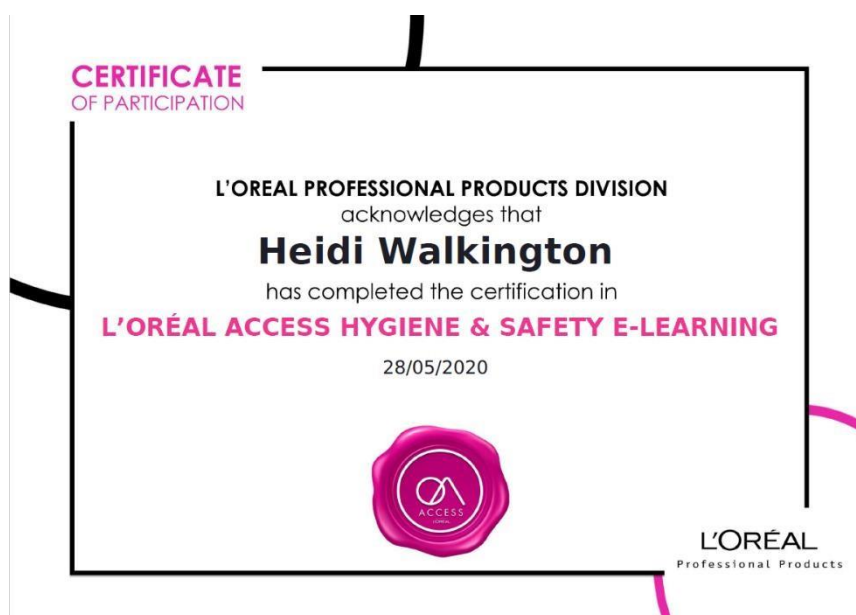 CERTIFICATE
OF PARTICIPATION
L'OREAL PROFESSIONAL PRODUCTS DIVISION
acknowledges that
Heidi Walkington
has completed the certification in
L'ORÉAL ACCESS HYGIENE & SAFETY E-LEARNING
28/05/2020
ACCESS
L'ORÉAL
L'ORÉAL
Professional Products